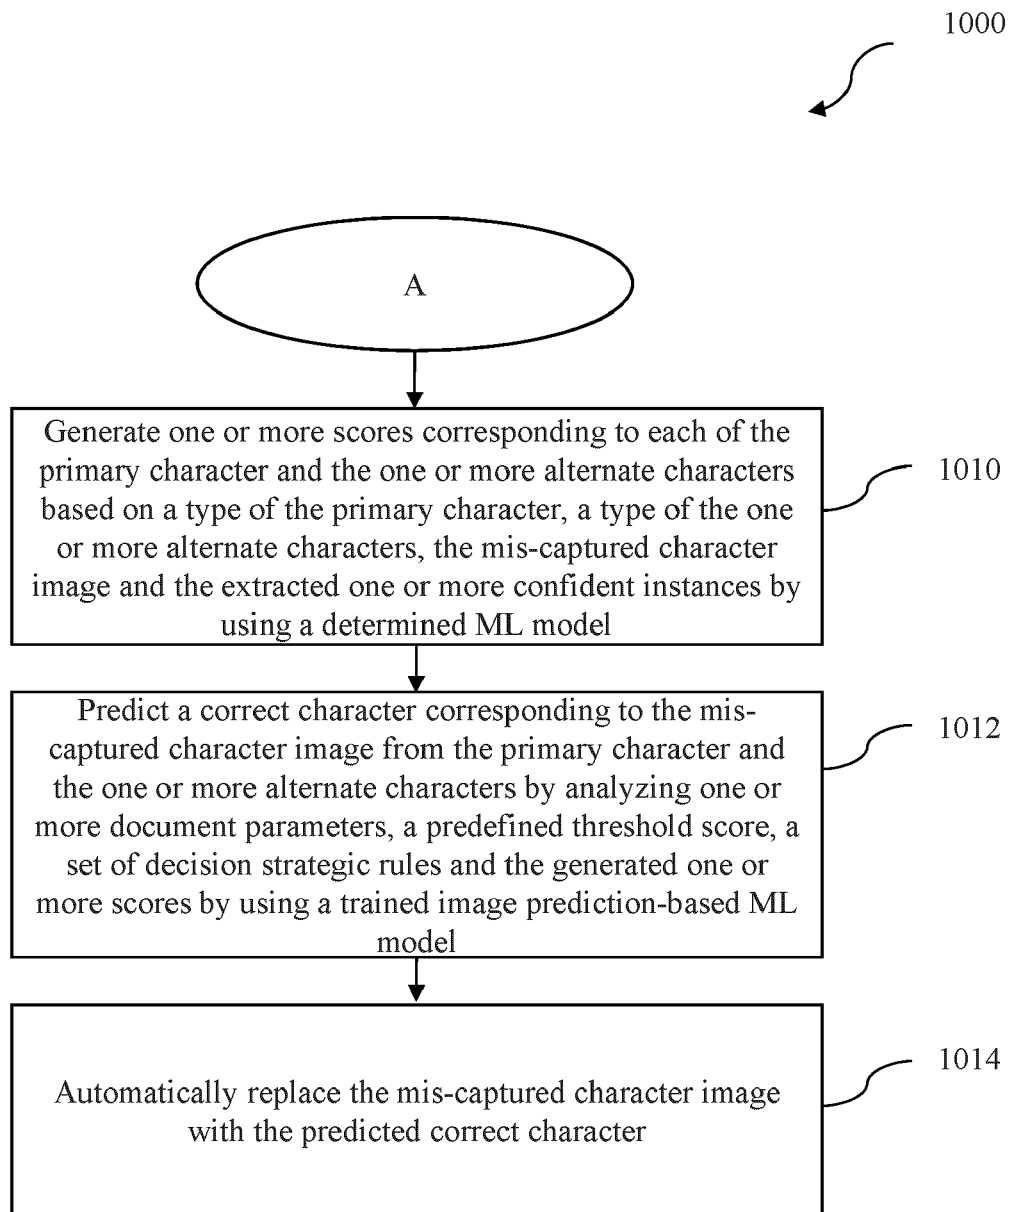 1000
A
Generate one or more scores corresponding to each of the
primary character and the one or more alternate characters
based on a type of the primary character, a type of the one
or more alternate characters, the mis-captured character
image and the extracted one or more confident instances by
using a determined ML model
1010
Predict a correct character corresponding to the mis-
captured character image from the primary character and
the one or more alternate characters by analyzing one or
more document parameters, a predefined threshold score, a
set of decision strategic rules and the generated one or
more scores by using a trained image prediction-based ML
model
1012
Automatically replace the mis-captured character image
with the predicted correct character
1014